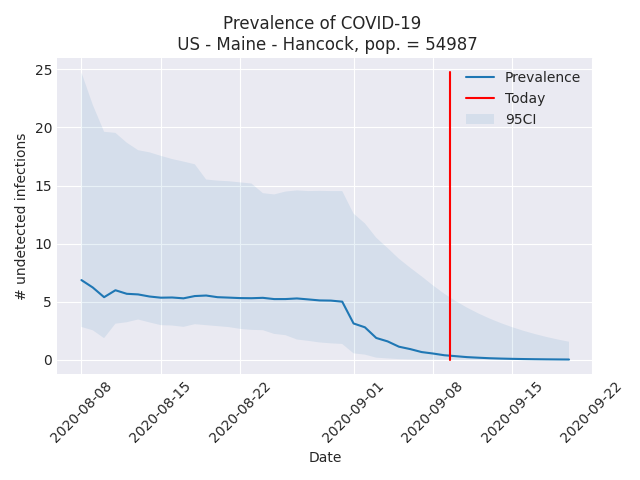 Prevalence of COVID-19
US - Maine - Hancock, pop. = 54987
Prevalence
Today
95CI
25
20
15
10
5
0
# undetected infections
2020-08-08
2020-08-15
2020-08-22
2020-09-01
2020-09-08
2020-09-15
2020-09-22
Date